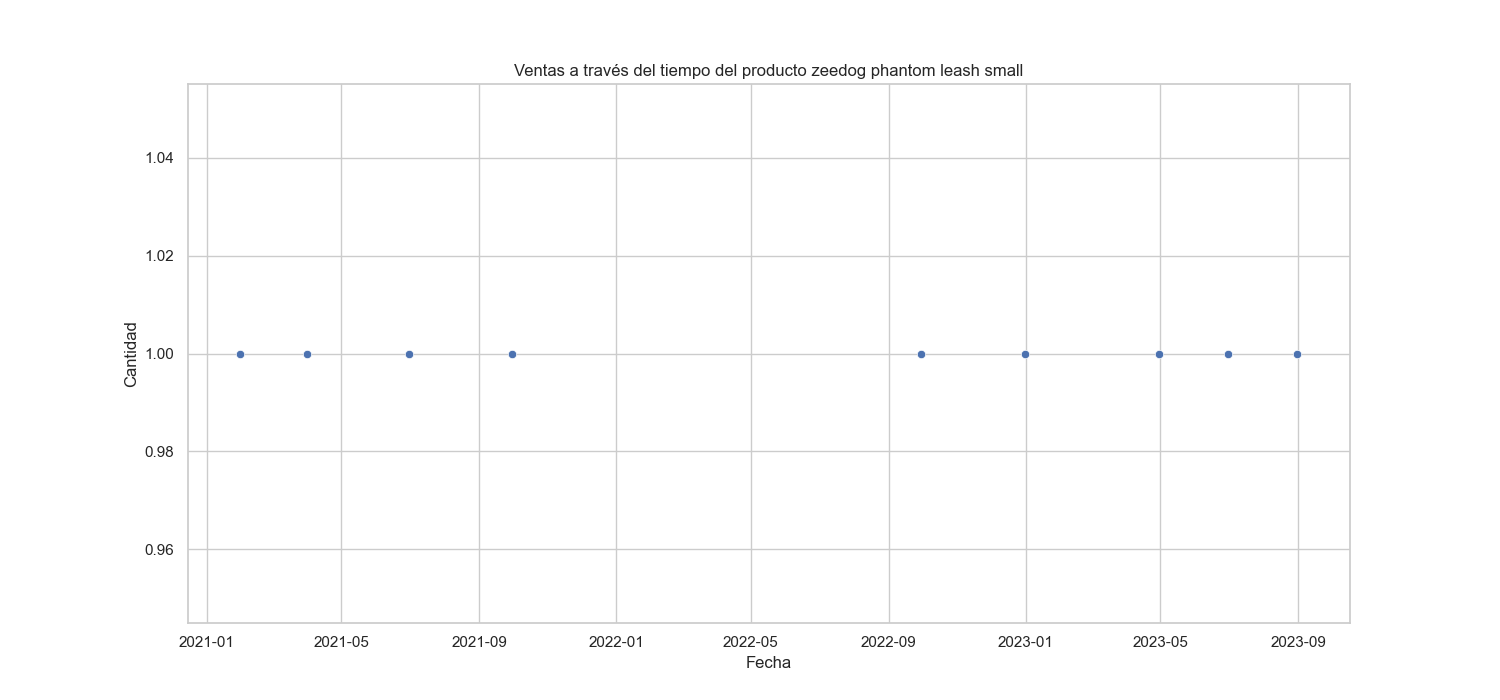 Ventas a través del tiempo del producto zeedog phantom leash small
1.04
1.02
1.00
0.98
0.96
Cantidad
2021-01 2021-05 2021-09 2022-01 2022-05 2022-09 2023-01 2023-05 2023-09
Fecha